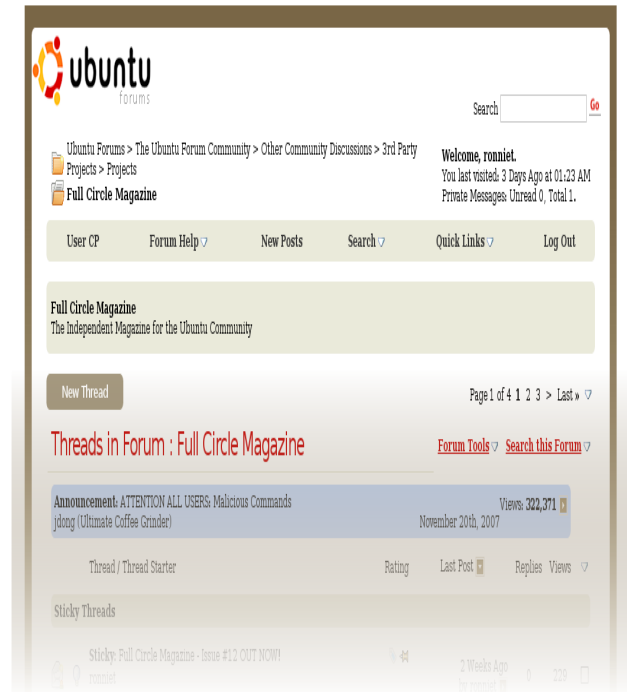 ubuntu
forums
Search
Go
Ubuntu Forums > The Ubuntu Forum Community > Other Community Discussions > 3rd Party
Projects > Projects
Full Circle Magazine
Welcome, ronniet.
You last visited: 3 Days Ago at 01:23 AM
Private Messages: Unread 0, Total 1.
User CP Forum Help New Posts Search Quick Links Log Out
Full Circle Magazine
The Independent Magazine for the Ubuntu Community
New Thread
Page 1 of 4 1 2 3 > Last »
Threads in Forum : Full Circle Magazine
Forum Tools Search this Forum
Announcement: ATTENTION ALL USERS: Malicious Commands
Views: 322,371
jdong (Ultimate Coffee Grinder)
November 20th, 2007
Thread / Thread Starter Rating Last Post Replies Views
Sticky Threads
Sticky: Full Circle Magazine - Issue #12 OUT NOW!
ronniet
2 Weeks Ago
0 229
by ronniet